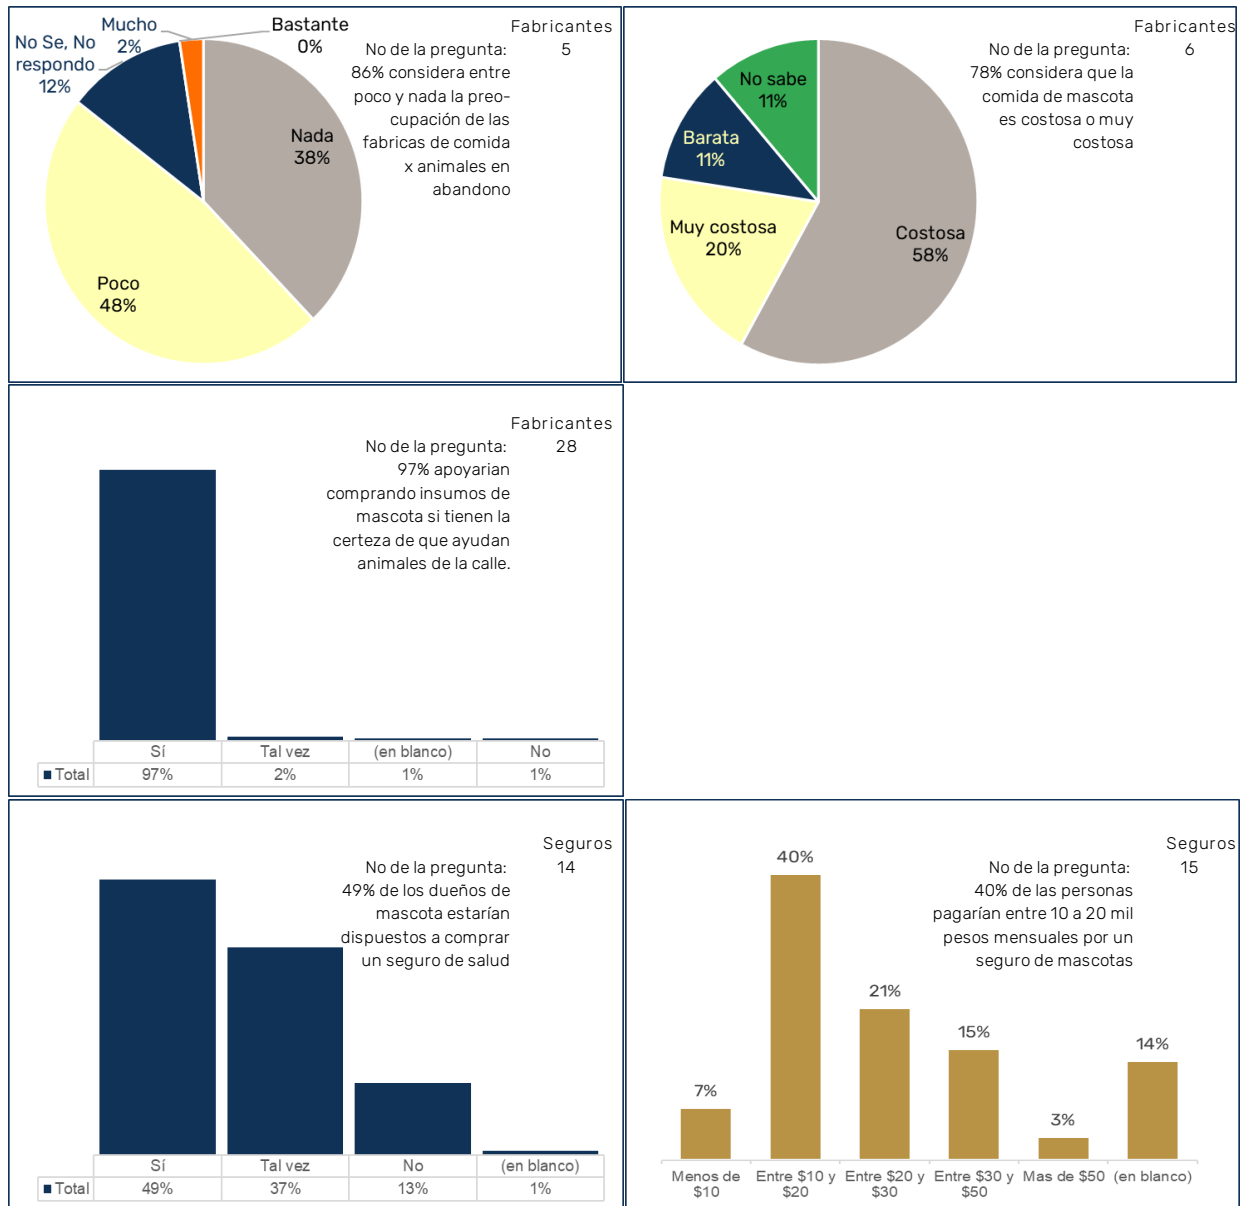 Mucho
2%
Bastante
0%
No Se, No
respondo
12%
Nada
38%
Poco
48%
Fabricantes
No de la pregunta: 5
86% considera entre
poco y nada la preo-
cupación de las
fabricas de comida
x animales en
abandono
No sabe
11%
Barata
11%
Muy costosa
20%
Costosa
58%
Fabricantes
No de la pregunta: 6
78% considera que la
comida de mascota
es costosa o muy
costosa
Fabricantes
No de la pregunta: 28
97% apoyarian
comprando insumos de
mascota si tienen la
certeza de que ayudan
animales de la calle.
Sí Tal vez (en blanco) No
Total 97% 2% 1% 1%
Seguros
No de la pregunta: 14
49% de los dueños de
mascota estarían
dispuestos a comprar
un seguro de salud
Sí Tal vez No (en blanco)
Total 49% 37% 13% 1%
Seguros
No de la pregunta: 15
40% de las personas
pagarían entre 10 a 20 mil
pesos mensuales por un
seguro de mascotas
40%
21%
15%
14%
7%
3%
Menos de
$10
Entre $10 y
$20
Entre $20 y
$30
Entre $30 y
$50
Mas de $50
(en blanco)